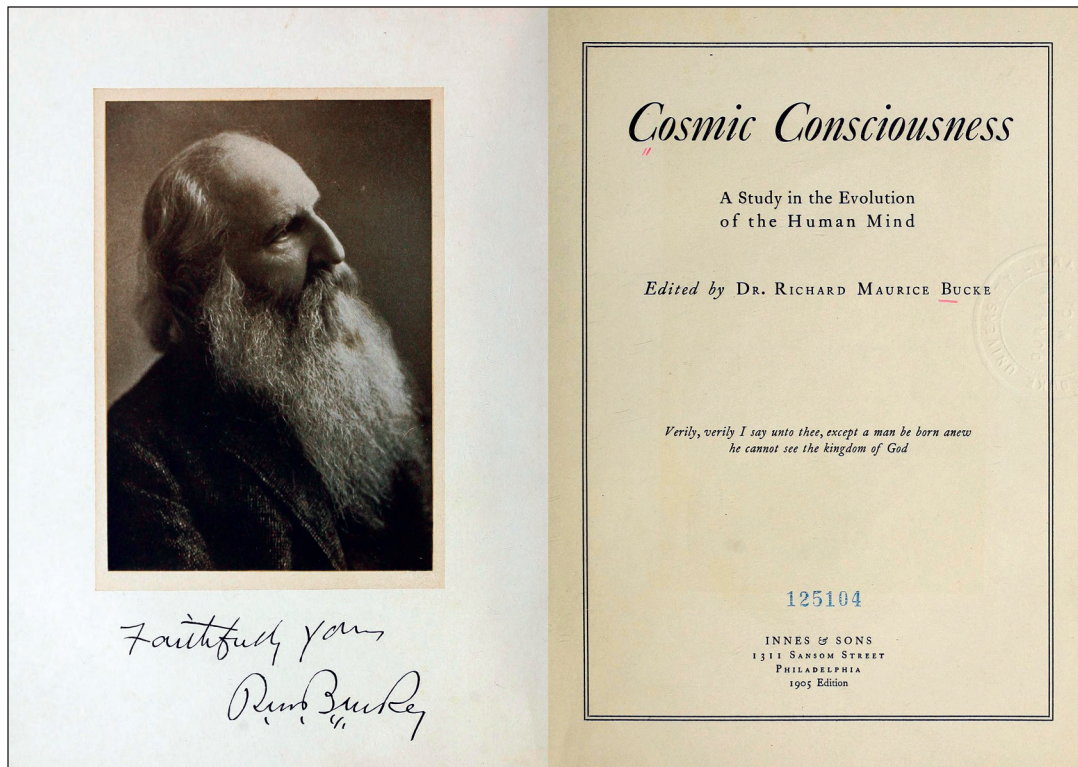 Faithfully yours
RM Bucke
Cosmic Consciousness
A Study in the Evolution
of the Human Mind
Edited by DR. RICHARD MAURICE BUCKE
Verily, verily I say unto thee, except a man be born anew
he cannot see the kingdom of God
125104
INNES & SONS
1311 SANSOM STREET
PHILADELPHIA
1905 Edition